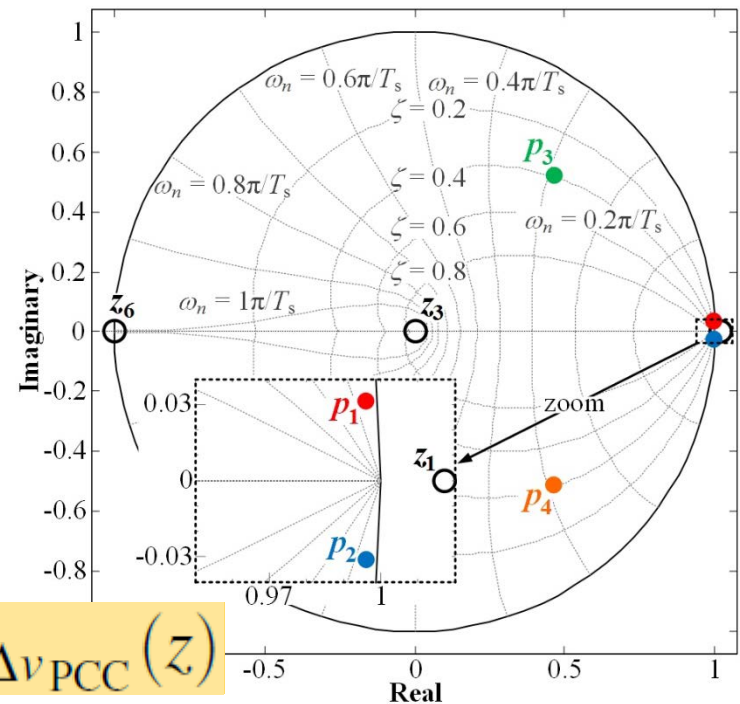 1
0.8
0.6
0.4
0.2
0
-0.2
-0.4
-0.6
-0.8
Imaginary
ωn = 0.6π/Ts
ωn = 0.4π/Ts
ζ = 0.2
p3
ωn = 0.8π/Ts
ζ = 0.4
ωn = 0.2π/Ts
ζ = 0.6
ζ = 0.8
z6
ωn = 1π/Ts
z3
zoom
0.03
0
-0.03
p1
z1
p4
p2
0.97
1
ΔvPCC(z)
-0.5
0
0.5
1
Real